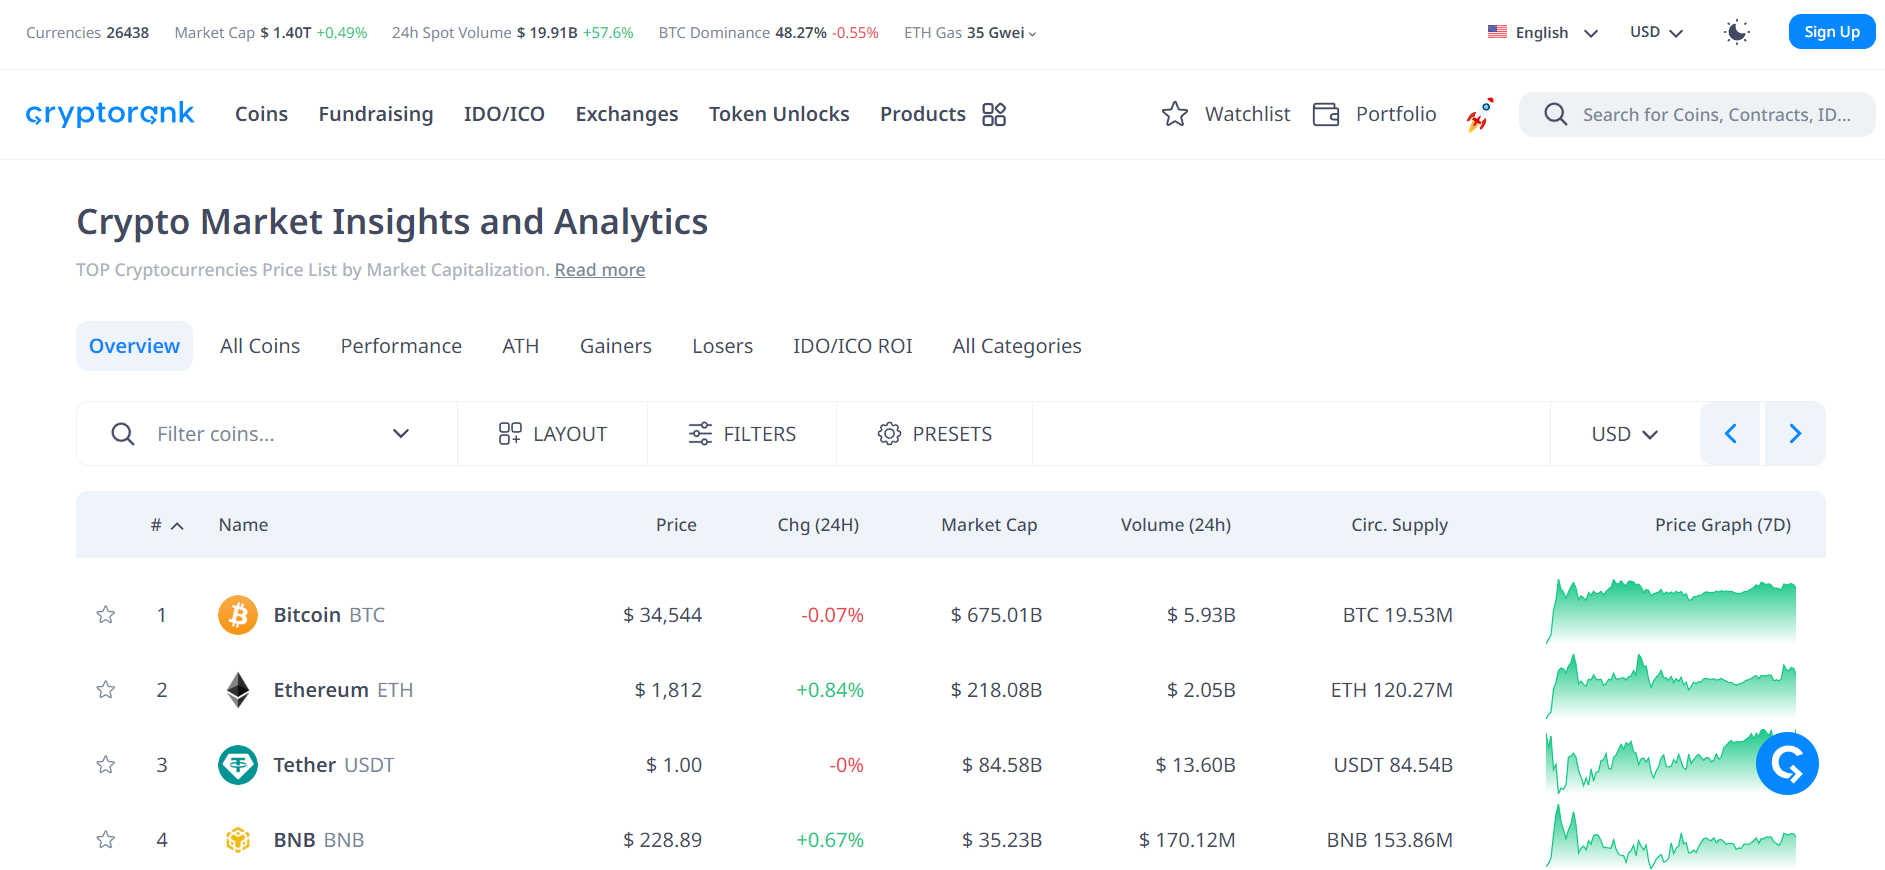 Currencies 26438 Market Cap $ 1.40T +0.49% 24h Spot Volume $ 19.91B +57.6% BTC Dominance 48.27% -0.55% ETH Gas 35 Gwei English USD Sign Up
cryptorank Coins Fundraising IDO/ICO Exchanges Token Unlocks Products Watchlist Portfolio Search for Coins, Contracts, ID...
Crypto Market Insights and Analytics
TOP Cryptocurrencies Price List by Market Capitalization. Read more
Overview All Coins Performance ATH Gainers Losers IDO/ICO ROI All Categories
Filter coins... LAYOUT FILTERS PRESETS USD
# Name Price Chg (24H) Market Cap Volume (24h) Circ. Supply Price Graph (7D)
1 Bitcoin BTC $ 34,544 -0.07% $ 675.01B $ 5.93B BTC 19.53M
2 Ethereum ETH $ 1,812 +0.84% $ 218.08B $ 2.05B ETH 120.27M
3 Tether USDT $ 1.00 -0% $ 84.58B $ 13.60B USDT 84.54B
4 BNB BNB $ 228.89 +0.67% $ 35.23B $ 170.12M BNB 153.86M